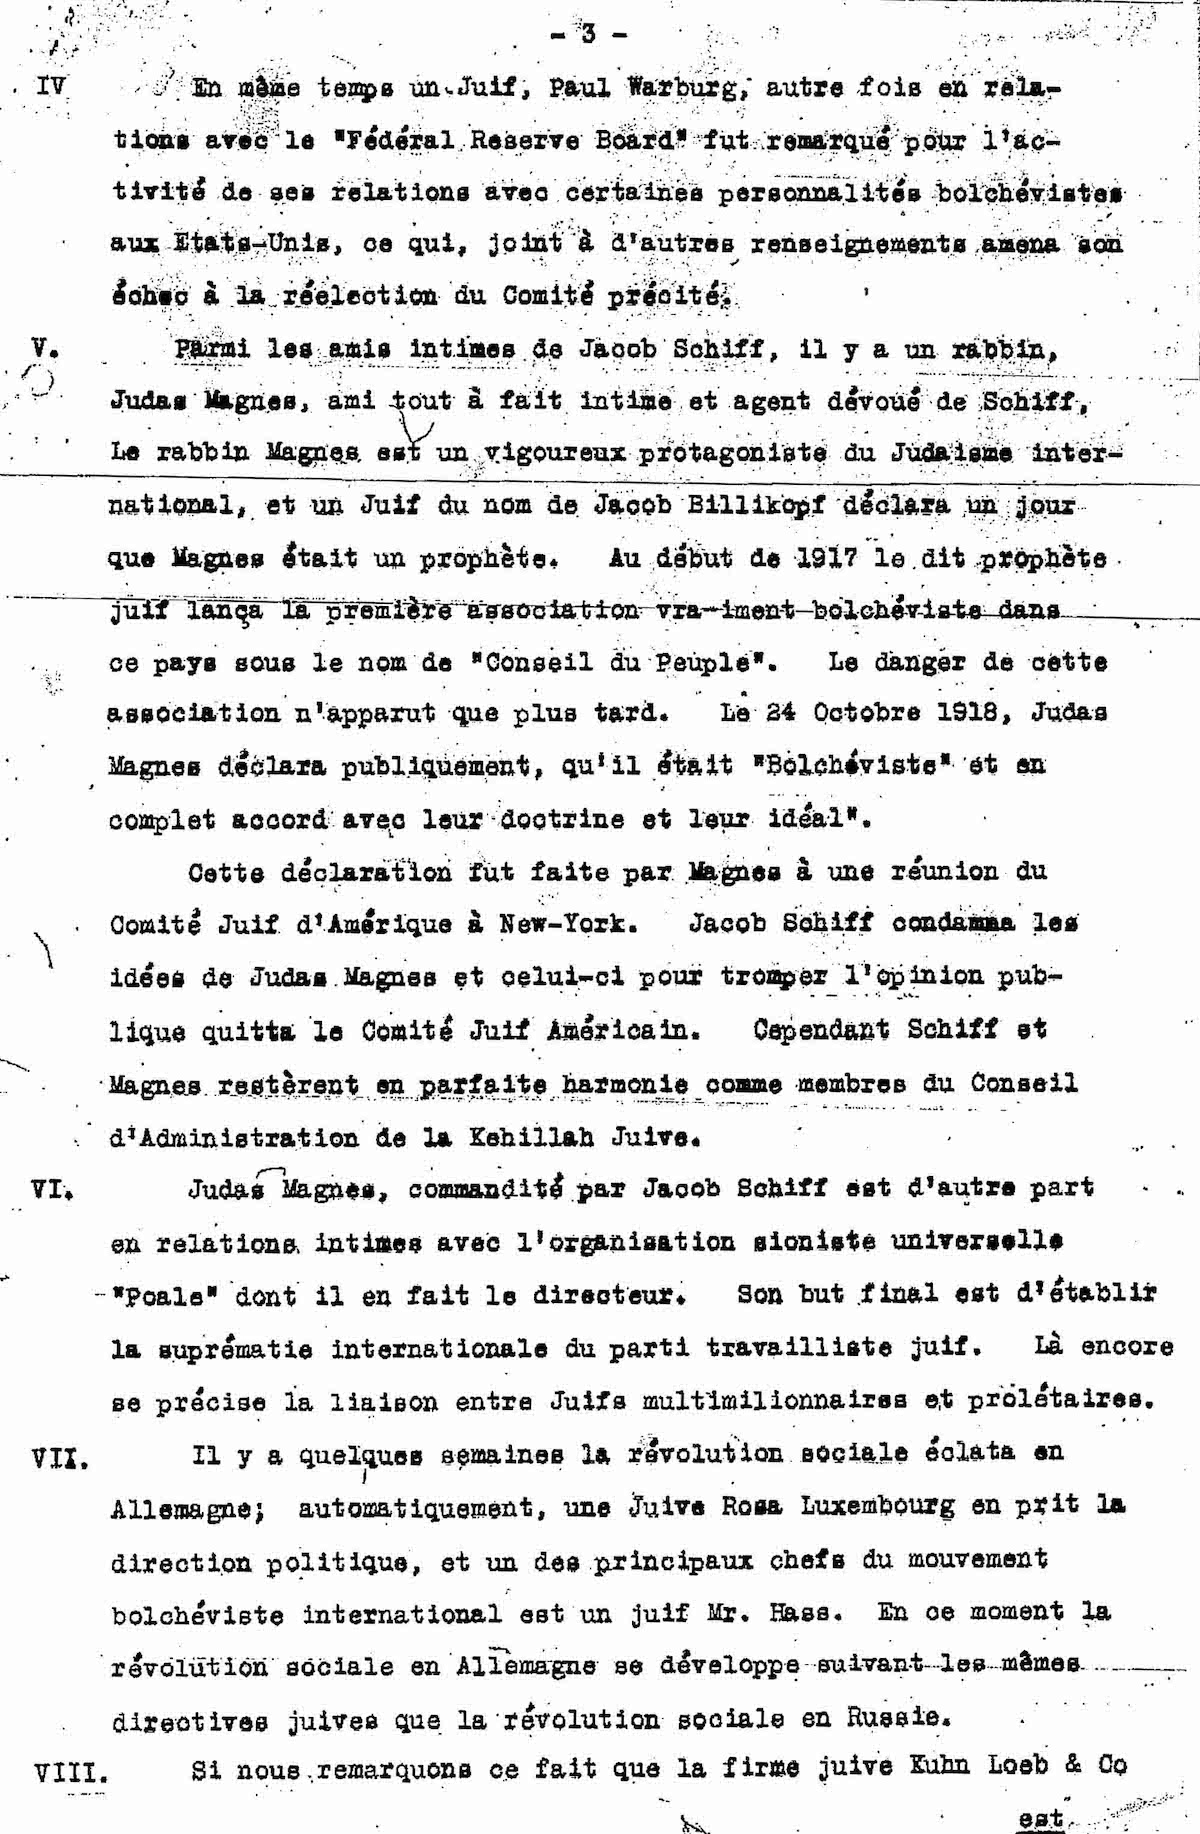 - 3 -
IV En même temps un Juif, Paul Warburg, autre fois en rela-
tions avec le "Fédéral Reserve Board" fut remarqué pour l'ac-
tivité de ses relations avec certaines personnalités bolchévistes
aux Etats-Unis, ce qui, joint à d'autres renseignements amena son
échec à la réelection du Comité précité.
V. Parmi les amis intimes de Jacob Schiff, il y a un rabbin,
Judas Magnes, ami tout à fait intime et agent dévoué de Schiff,
Le rabbin Magnes est un vigoureux protagoniste du Judaisme inter-
national, et un Juif du nom de Jacob Billikopf déclara un jour
que Magnes était un prophète. Au début de 1917 le dit prophète
juif lança la première association vra-iment bolchéviste dans
ce pays sous le nom de "Conseil du Peuple". Le danger de cette
association n'apparut que plus tard. Le 24 Octobre 1918, Judas
Magnes déclara publiquement, qu'il était "Bolchéviste" et en
complet accord avec leur doctrine et leur idéal".
Cette déclaration fut faite par Magnes à une réunion du
Comité Juif d'Amérique à New-York. Jacob Schiff condamna les
idées de Judas Magnes et celui-ci pour tromper l'opinion pub-
lique quitta le Comité Juif Américain. Cependant Schiff et
Magnes restèrent en parfaite harmonie comme membres du Conseil
d'Administration de la Kehillah Juive.
VI. Judas Magnes, commandité par Jacob Schiff est d'autre part
en relations intimes avec l'organisation sioniste universelle
"Poale" dont il en fait le directeur. Son but final est d'établir
la suprématie internationale du parti travailliste juif. Là encore
se précise la liaison entre Juifs multimilionnaires et prolétaires.
VII. Il y a quelques semaines la révolution sociale éclata en
Allemagne; automatiquement, une Juive Rosa Luxembourg en prit la
direction politique, et un des principaux chefs du mouvement
bolchéviste international est un juif Mr. Hass. En ce moment la
révolution sociale en Allemagne se développe suivant les mêmes
directives juives que la révolution sociale en Russie.
VIII. Si nous remarquons ce fait que la firme juive Kuhn Loeb & Co
est